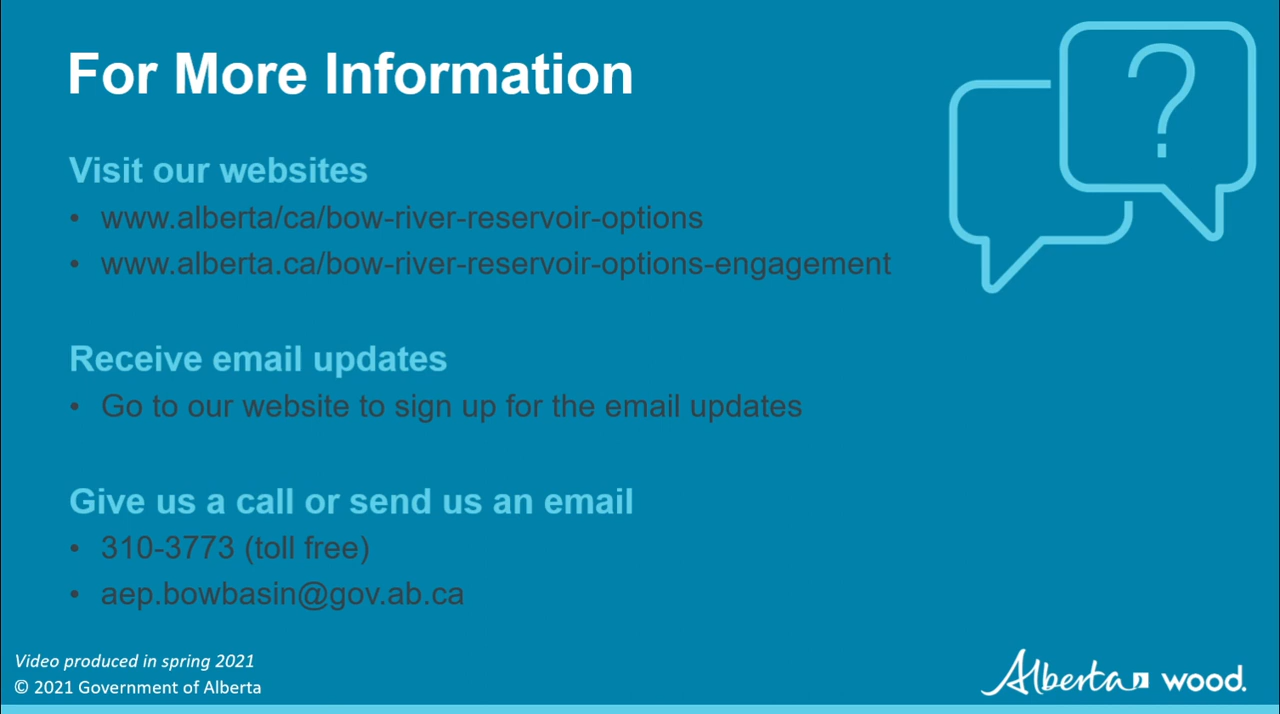 For More Information
?
Visit our websites
• www.alberta/ca/bow-river-reservoir-options
• www.alberta.ca/bow-river-reservoir-options-engagement
Receive email updates
• Go to our website to sign up for the email updates
Give us a call or send us an email
• 310-3773 (toll free)
• aep.bowbasin@gov.ab.ca
Video produced in spring 2021
© 2021 Government of Alberta
Alberta wood.